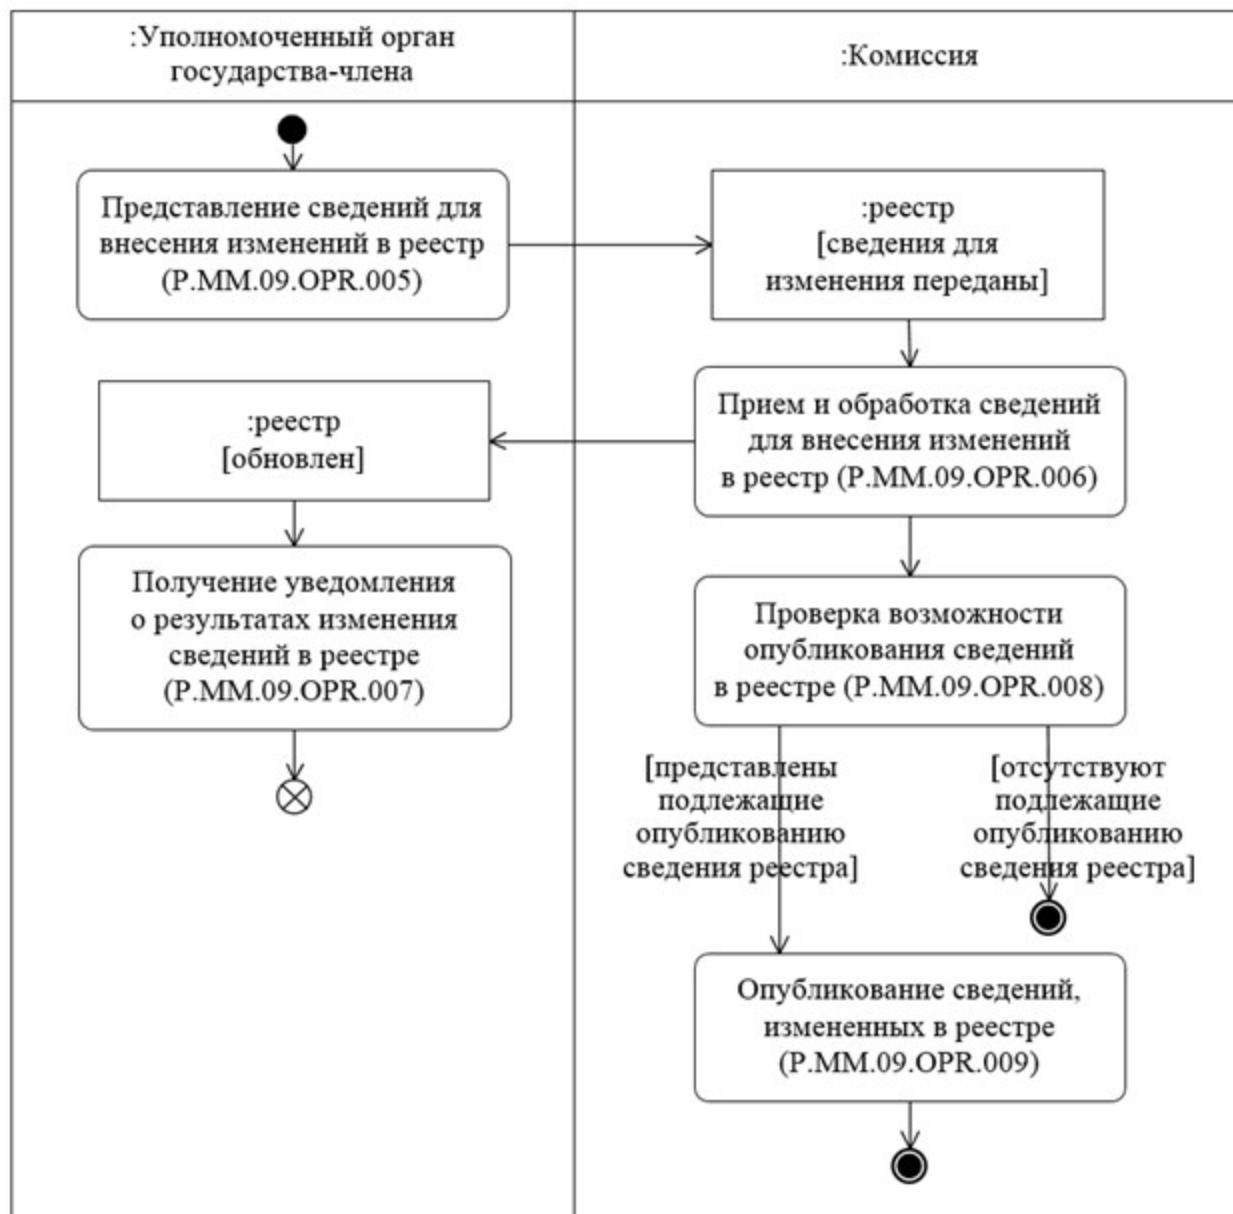 :Уполномоченный орган
государства-члена
:Комиссия
Представление сведений для
внесения изменений в реестр
(P.MM.09.OPR.005)
:реестр
[сведения для
изменения переданы]
:реестр
[обновлен]
Прием и обработка сведений
для внесения изменений
в реестр (P.MM.09.OPR.006)
Получение уведомления
о результатах изменения
сведений в реестре
(P.MM.09.OPR.007)
Проверка возможности
опубликования сведений
в реестре (P.MM.09.OPR.008)
[представлены
подлежащие
опубликованию
сведения реестра]
[отсутствуют
подлежащие
опубликованию
сведения реестра]
Опубликование сведений,
измененных в реестре
(P.MM.09.OPR.009)